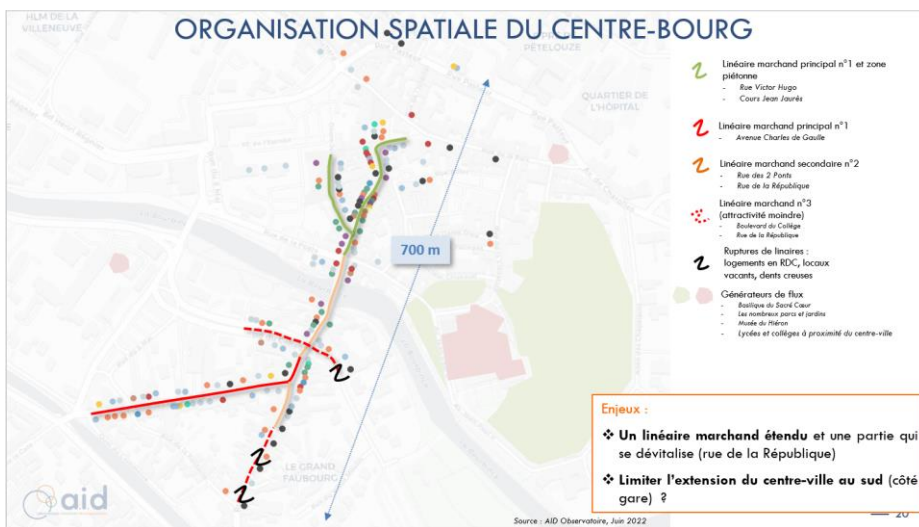 ORGANISATION SPATIALE DU CENTRE-BOURG
HLM DE LA
VILLENEUVE
PÉTELOUZE
QUARTIER DE
L'HÔPITAL
700 m
LE GRAND
FAUBOURG
Linéaire marchand principal n°1 et zone
piétonne
- Rue Victor Hugo
- Cours Jean Jaurès
Linéaire marchand principal n°1
- Avenue Charles de Gaulle
Linéaire marchand secondaire n°2
- Rue des 2 Ponts
- Rue de la République
Linéaire marchand n°3
(attractivité moindre)
- Boulevard du Collège
- Rue de la République
Ruptures de linaires :
logements en RDC, locaux
vacants, dents creuses
Générateurs de flux
- Basilique du Sacré Cœur
- Les nombreux parcs et jardins
- Musée du Hiéron
- Lycées et collèges à proximité du centre-ville
Enjeux :
❖ Un linéaire marchand étendu et une partie qui
se dévitalise (rue de la République)
❖ Limiter l'extension du centre-ville au sud (côté
gare) ?
aid
Source : AID Observatoire, Juin 2022
20